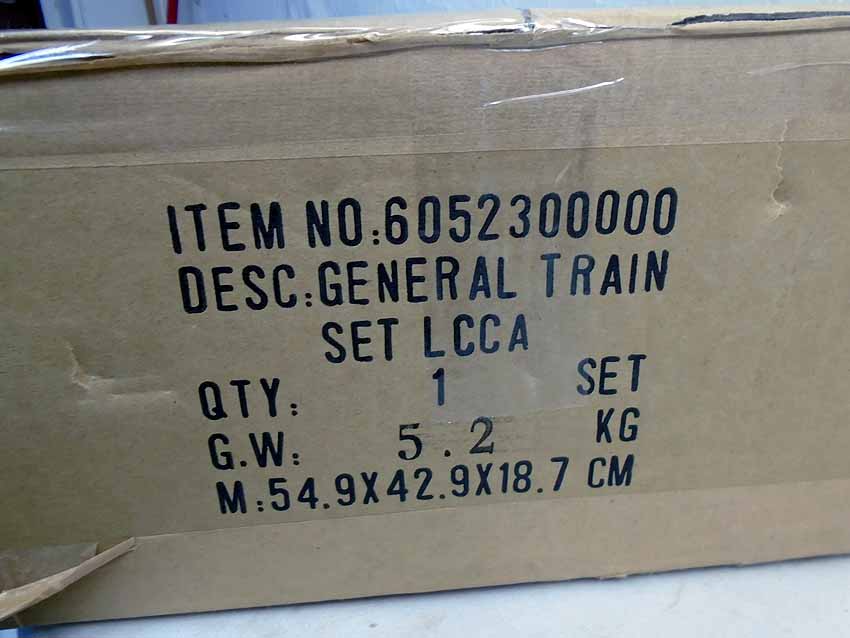 ITEM NO:6052300000
DESC:GENERAL TRAIN
SET LCCA
QTY: 1 SET
G.W: 5.2 KG
M:54.9X42.9X18.7 CM